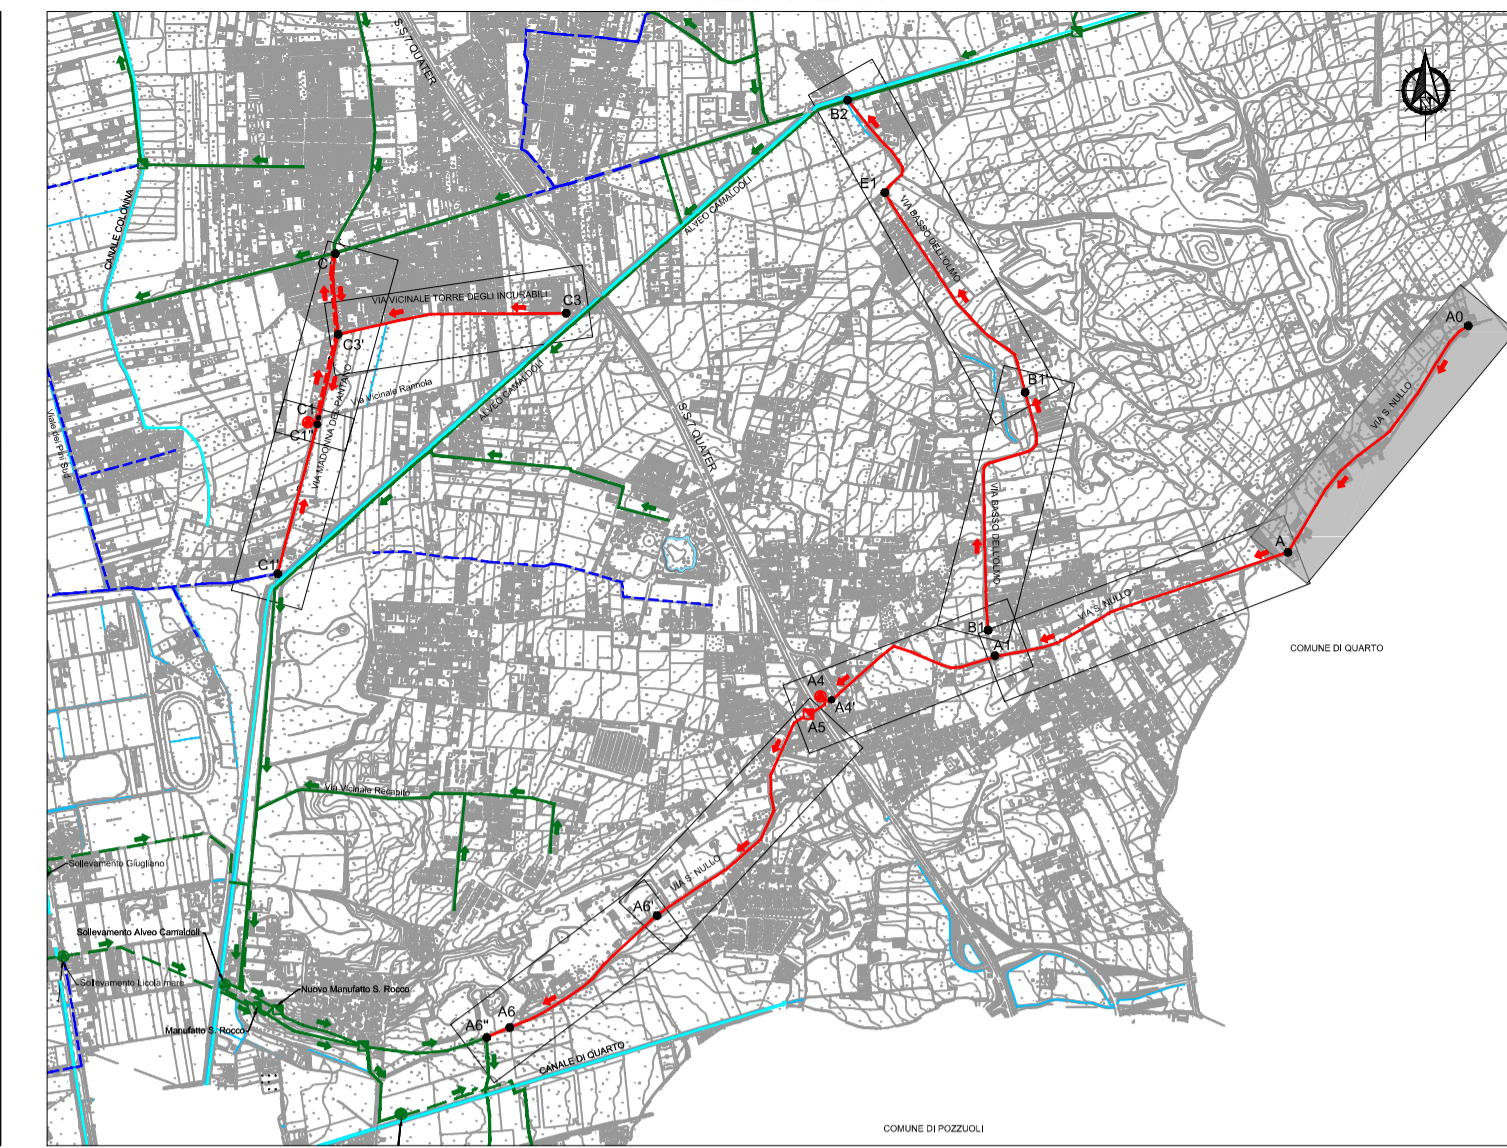 S.S.7 QUATER
B2
CANALE COLONNA
E1
ALVEO CAMALDOLI
VIA BASSO DELL'OLMO
C
VIA VICINALE TORRE DEGLI INCURABILI
C3
A0
C3'
B1'
VIA S. NULLO
Via Vicinale Rannola
ALVEO CAMALDOLI
C1
C1"
VIA MADONNA DEL PANTANO
S.S.7 QUATER
Viale dei Pini Sud
VIA BASSO DELL'OLMO
A
C1'
VIA S. NULLO
B1
A1
COMUNE DI QUARTO
A4
A4'
A5
Via Vicinale Recapito
Sollevamento Giugliano
VIA S. NULLO
A6'
Sollevamento Alveo Camaldoli
Sollevamento Licola mare
Nuovo Manufatto S. Rocco
A6
A6"
Manufatto S. Rocco
CANALE DI QUARTO
COMUNE DI POZZUOLI